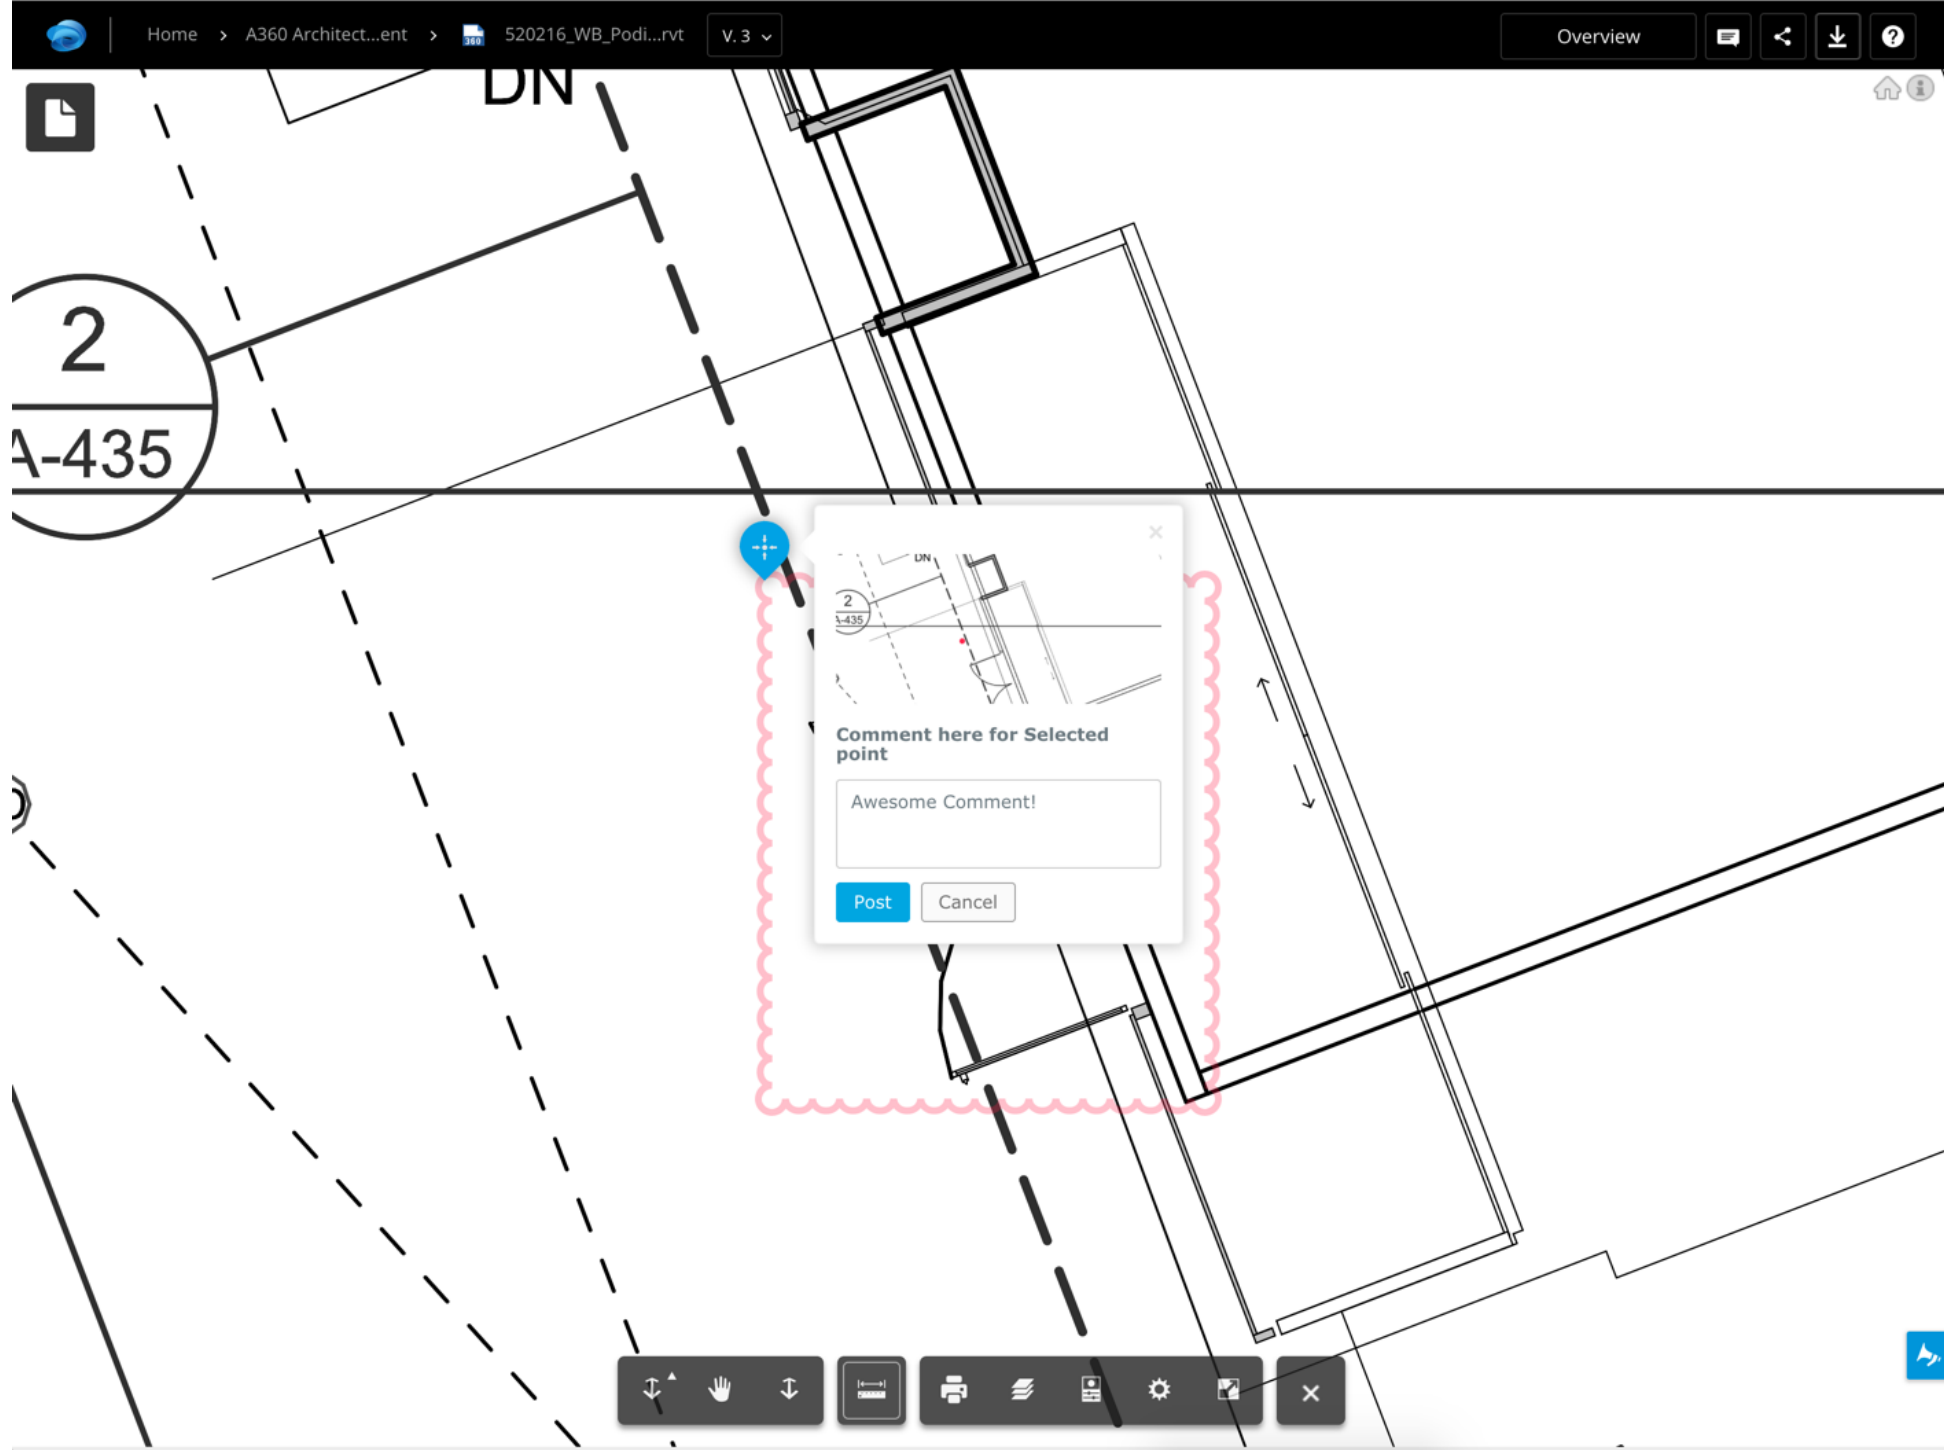 Home > A360 Architect...ent > 520216_WB_Podi...rvt V. 3 Overview
DN
2
A-435
DN
2
A-435
Comment here for Selected
point
Awesome Comment!
Post Cancel